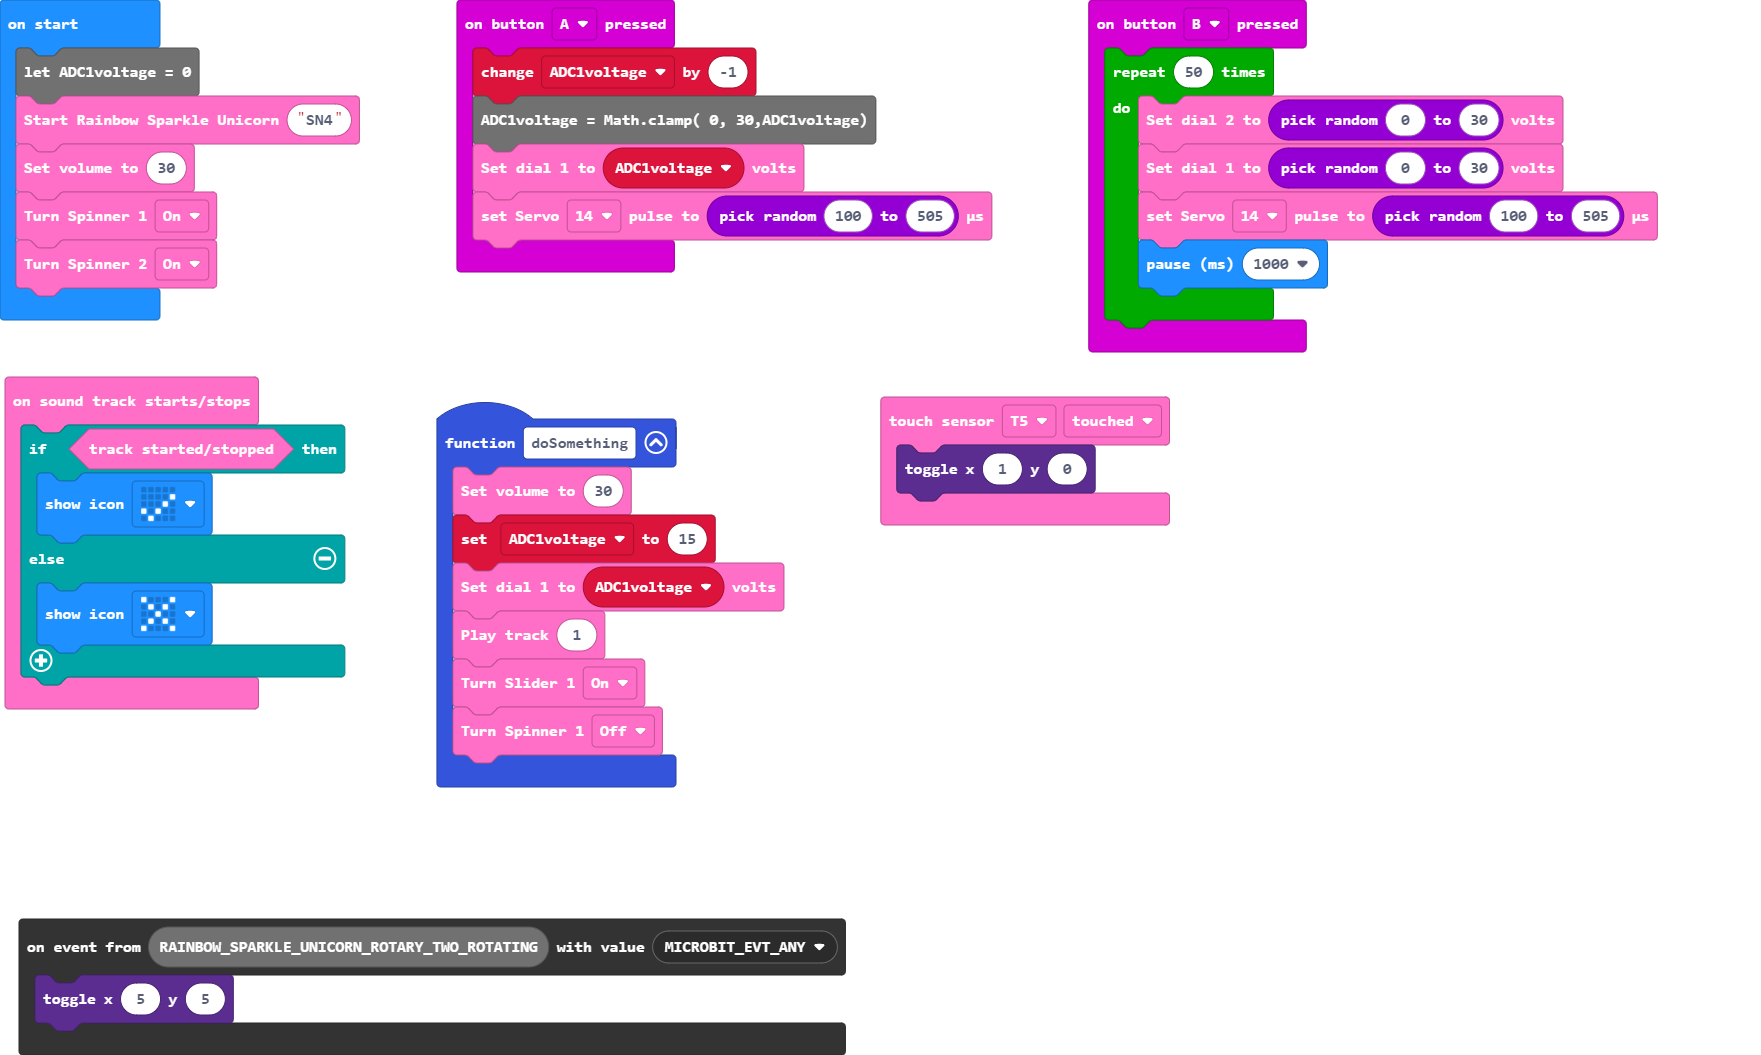 on start
let ADC1voltage = 0
Start Rainbow Sparkle Unicorn "SN4"
Set volume to 30
Turn Spinner 1 On
Turn Spinner 2 On
on button A pressed
change ADC1voltage by -1
ADC1voltage = Math.clamp( 0, 30,ADC1voltage)
Set dial 1 to ADC1voltage volts
set Servo 14 pulse to pick random 100 to 505 µs
on button B pressed
repeat 50 times
do
Set dial 2 to pick random 0 to 30 volts
Set dial 1 to pick random 0 to 30 volts
set Servo 14 pulse to pick random 100 to 505 µs
pause (ms) 1000
on sound track starts/stops
if track started/stopped then
show icon
else
show icon
function doSomething
Set volume to 30
set ADC1voltage to 15
Set dial 1 to ADC1voltage volts
Play track 1
Turn Slider 1 On
Turn Spinner 1 Off
touch sensor T5 touched
toggle x 1 y 0
on event from RAINBOW_SPARKLE_UNICORN_ROTARY_TWO_ROTATING with value MICROBIT_EVT_ANY
toggle x 5 y 5